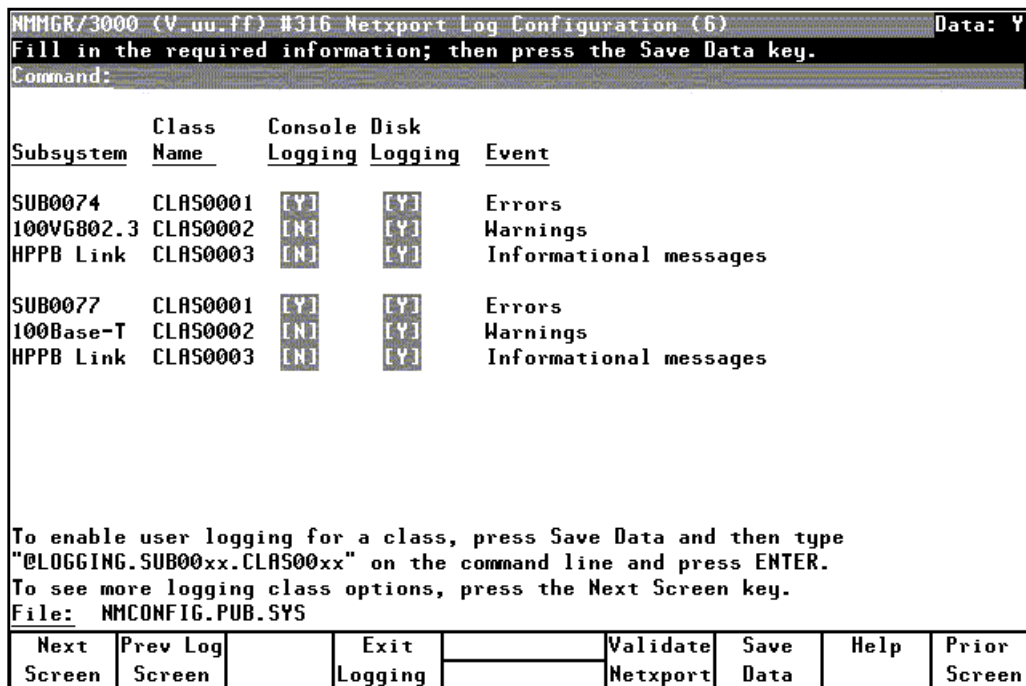 NMMGR/3000 (V.uu.ff) #316 Netxport Log Configuration (6) Data: Y
Fill in the required information; then press the Save Data key.
Command:
Class Console Disk
Subsystem Name Logging Logging Event
SUB0074 CLAS0001 [Y] [Y] Errors
100VG802.3 CLAS0002 [N] [Y] Warnings
HPPB Link CLAS0003 [N] [Y] Informational messages
SUB0077 CLAS0001 [Y] [Y] Errors
100Base-T CLAS0002 [N] [Y] Warnings
HPPB Link CLAS0003 [N] [Y] Informational messages
To enable user logging for a class, press Save Data and then type
"@LOGGING.SUB00xx.CLAS00xx" on the command line and press ENTER.
To see more logging class options, press the Next Screen key.
File: NMCONFIG.PUB.SYS
Next Prev Log Exit Validate Save Help Prior
Screen Screen Logging Netxport Data Screen